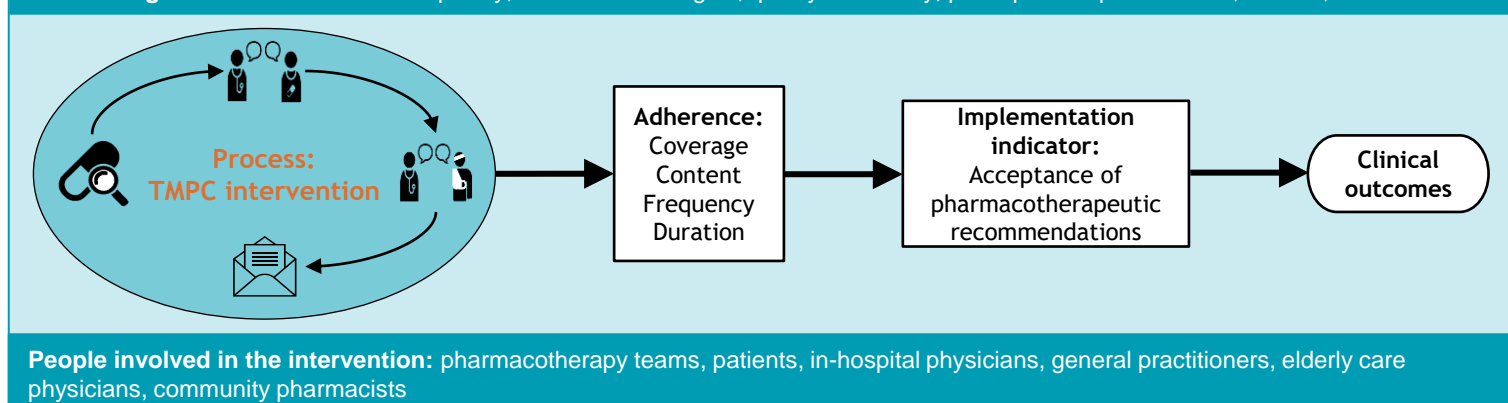 Process:
TMPC intervention
Adherence:
Coverage
Content
Frequency
Duration
Implementation
indicator:
Acceptance of
pharmacotherapeutic
recommendations
Clinical
outcomes
People involved in the intervention: pharmacotherapy teams, patients, in-hospital physicians, general practitioners, elderly care
physicians, community pharmacists